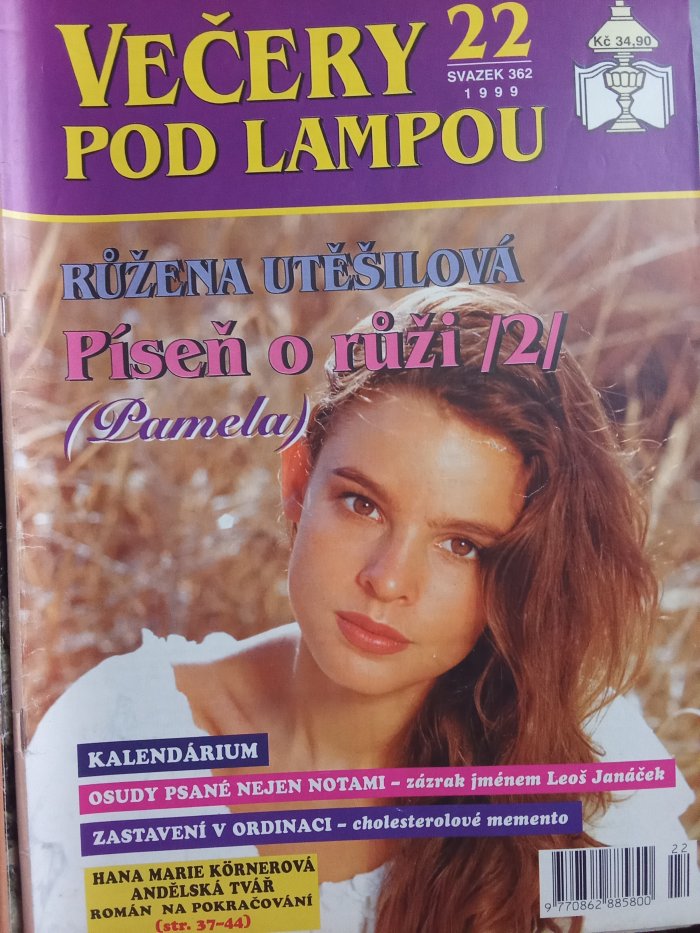 VEČERY
POD LAMPOU
22
SVAZEK 362
1999
Kč 34.90
RŮŽENA UTĚŠILOVÁ
Píseň o růži /2/
(Pamela)
KALENDÁRIUM
OSUDY PSANÉ NEJEN NOTAMI – zázrak jménem Leoš Janáček
ZASTAVENÍ V ORDINACI – cholesterolové memento
HANA MARIE KÖRNEROVÁ
ANDĚLSKÁ TVÁŘ
ROMÁN NA POKRAČOVÁNÍ
(str. 37–44)
22
9 770862 885800